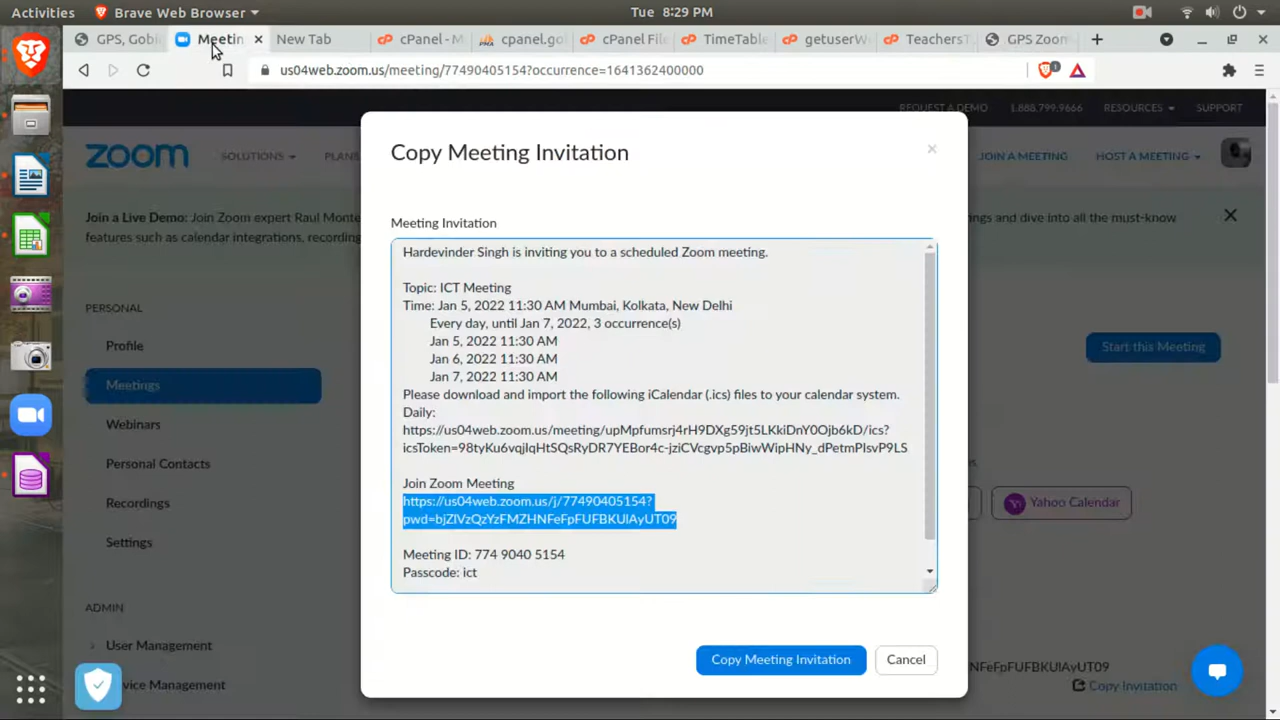 Activities
Brave Web Browser
Tue 8:29 PM
GPS, Gobi
Meetin
New Tab
cPanel - M
cpanel.go
cPanel File
TimeTable
getuserW
TeachersT
GPS Zoom
us04web.zoom.us/meeting/77490405154?occurrence=1641362400000
1
REQUEST A DEMO
1.888.799.9666
RESOURCES
SUPPORT
zoom
SOLUTIONS
PLANS
JOIN A MEETING
HOST A MEETING
Join a Live Demo: Join Zoom expert Raul Monte
ngs and dive into all the must-know
features such as calendar integrations, recording
Copy Meeting Invitation
Meeting Invitation
Hardevinder Singh is inviting you to a scheduled Zoom meeting.
Topic: ICT Meeting
Time: Jan 5, 2022 11:30 AM Mumbai, Kolkata, New Delhi
Every day, until Jan 7, 2022, 3 occurrence(s)
Jan 5, 2022 11:30 AM
Jan 6, 2022 11:30 AM
Jan 7, 2022 11:30 AM
Please download and import the following iCalendar (.ics) files to your calendar system.
Daily:
https://us04web.zoom.us/meeting/upMpfumsrj4rH9DXg59jt5LKkiDnY0Ojb6kD/ics?
icsToken=98tyKu6vqjIqHtSQsRyDR7YEBor4c-jziCVcgvp5pBiwWipHNy_dPetmPIsvP9LS
Join Zoom Meeting
https://us04web.zoom.us/j/77490405154?
pwd=bjZlVzQzYzFMZHNFeFpFUFBKUlAyUT09
Meeting ID: 774 9040 5154
Passcode: ict
Copy Meeting Invitation
Cancel
PERSONAL
Profile
Meetings
Webinars
Personal Contacts
Recordings
Settings
ADMIN
User Management
vice Management
Start this Meeting
Yahoo Calendar
NFeFpFUFBKUlAyUT09
Copy Invitation